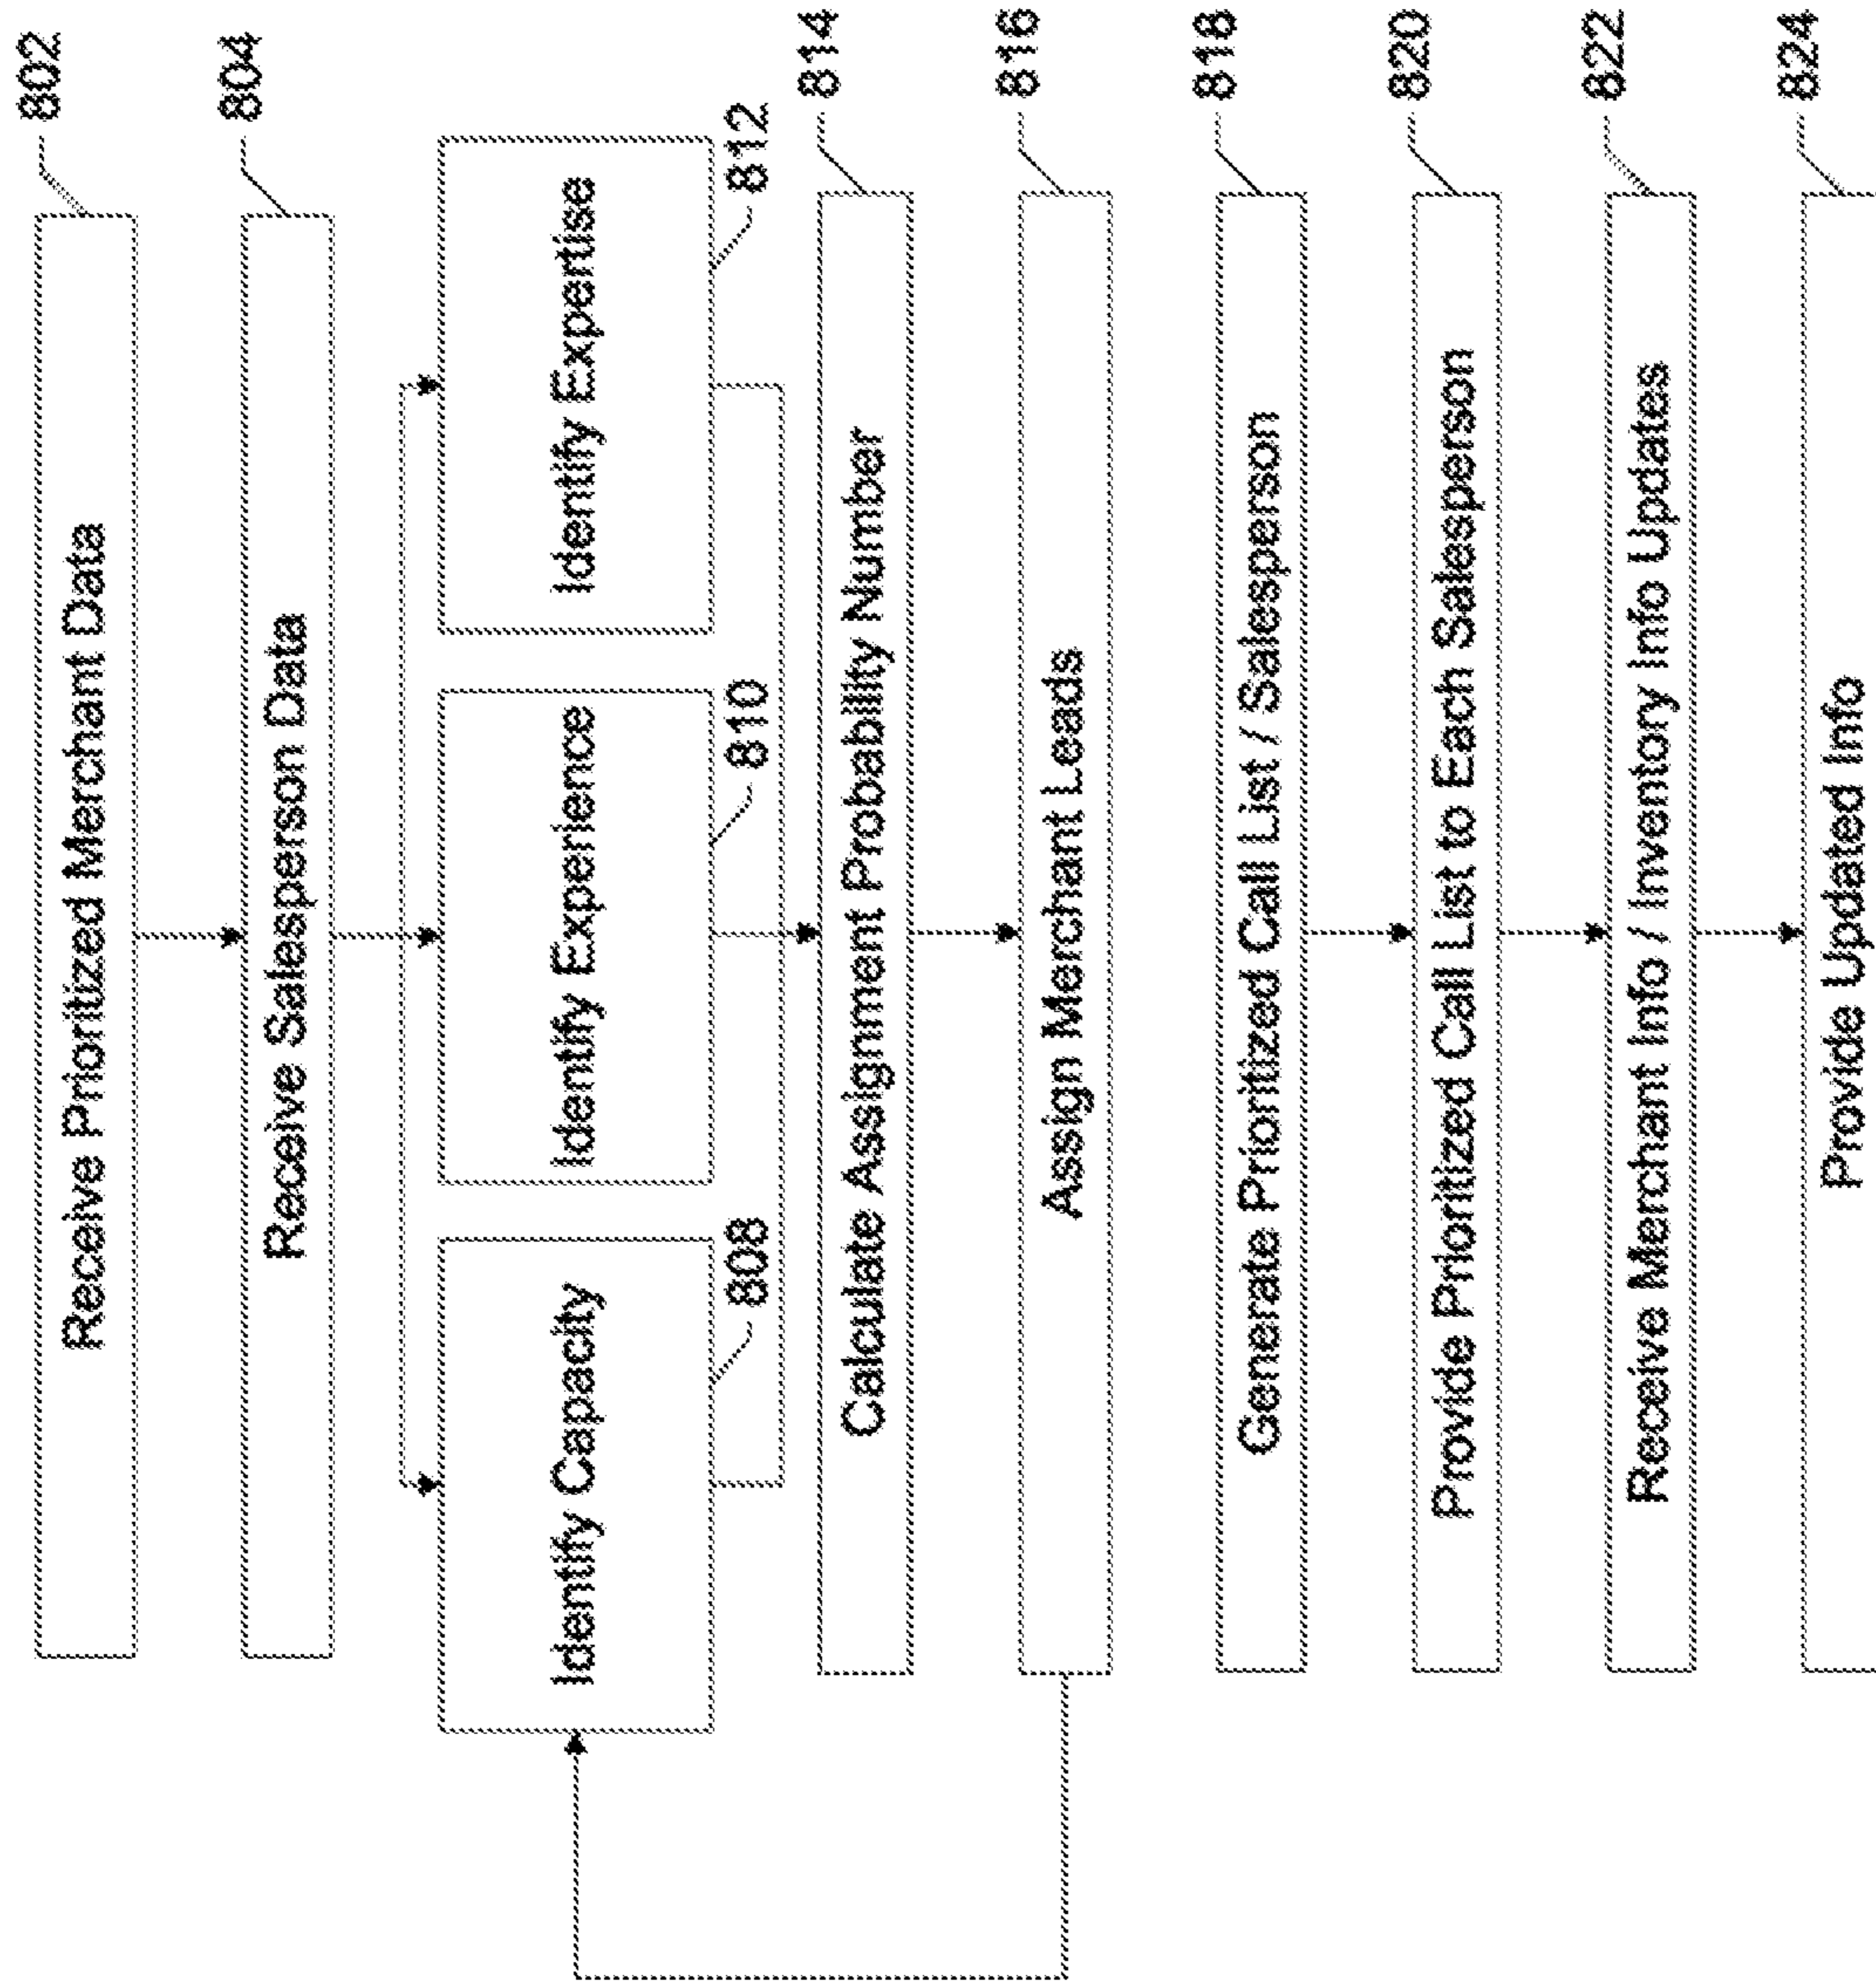 Receive Prioritized Merchant Data
802
Receive Salesperson Data
804
Identify Capacity
808
Identify Experience
810
Identify Expertise
812
Calculate Assignment Probability Number
814
Assign Merchant Leads
816
Generate Prioritized Call List / Salesperson
818
Provide Prioritized Call List to Each Salesperson
820
Receive Merchant Info / Inventory Info Updates
822
Provide Updated Info
824